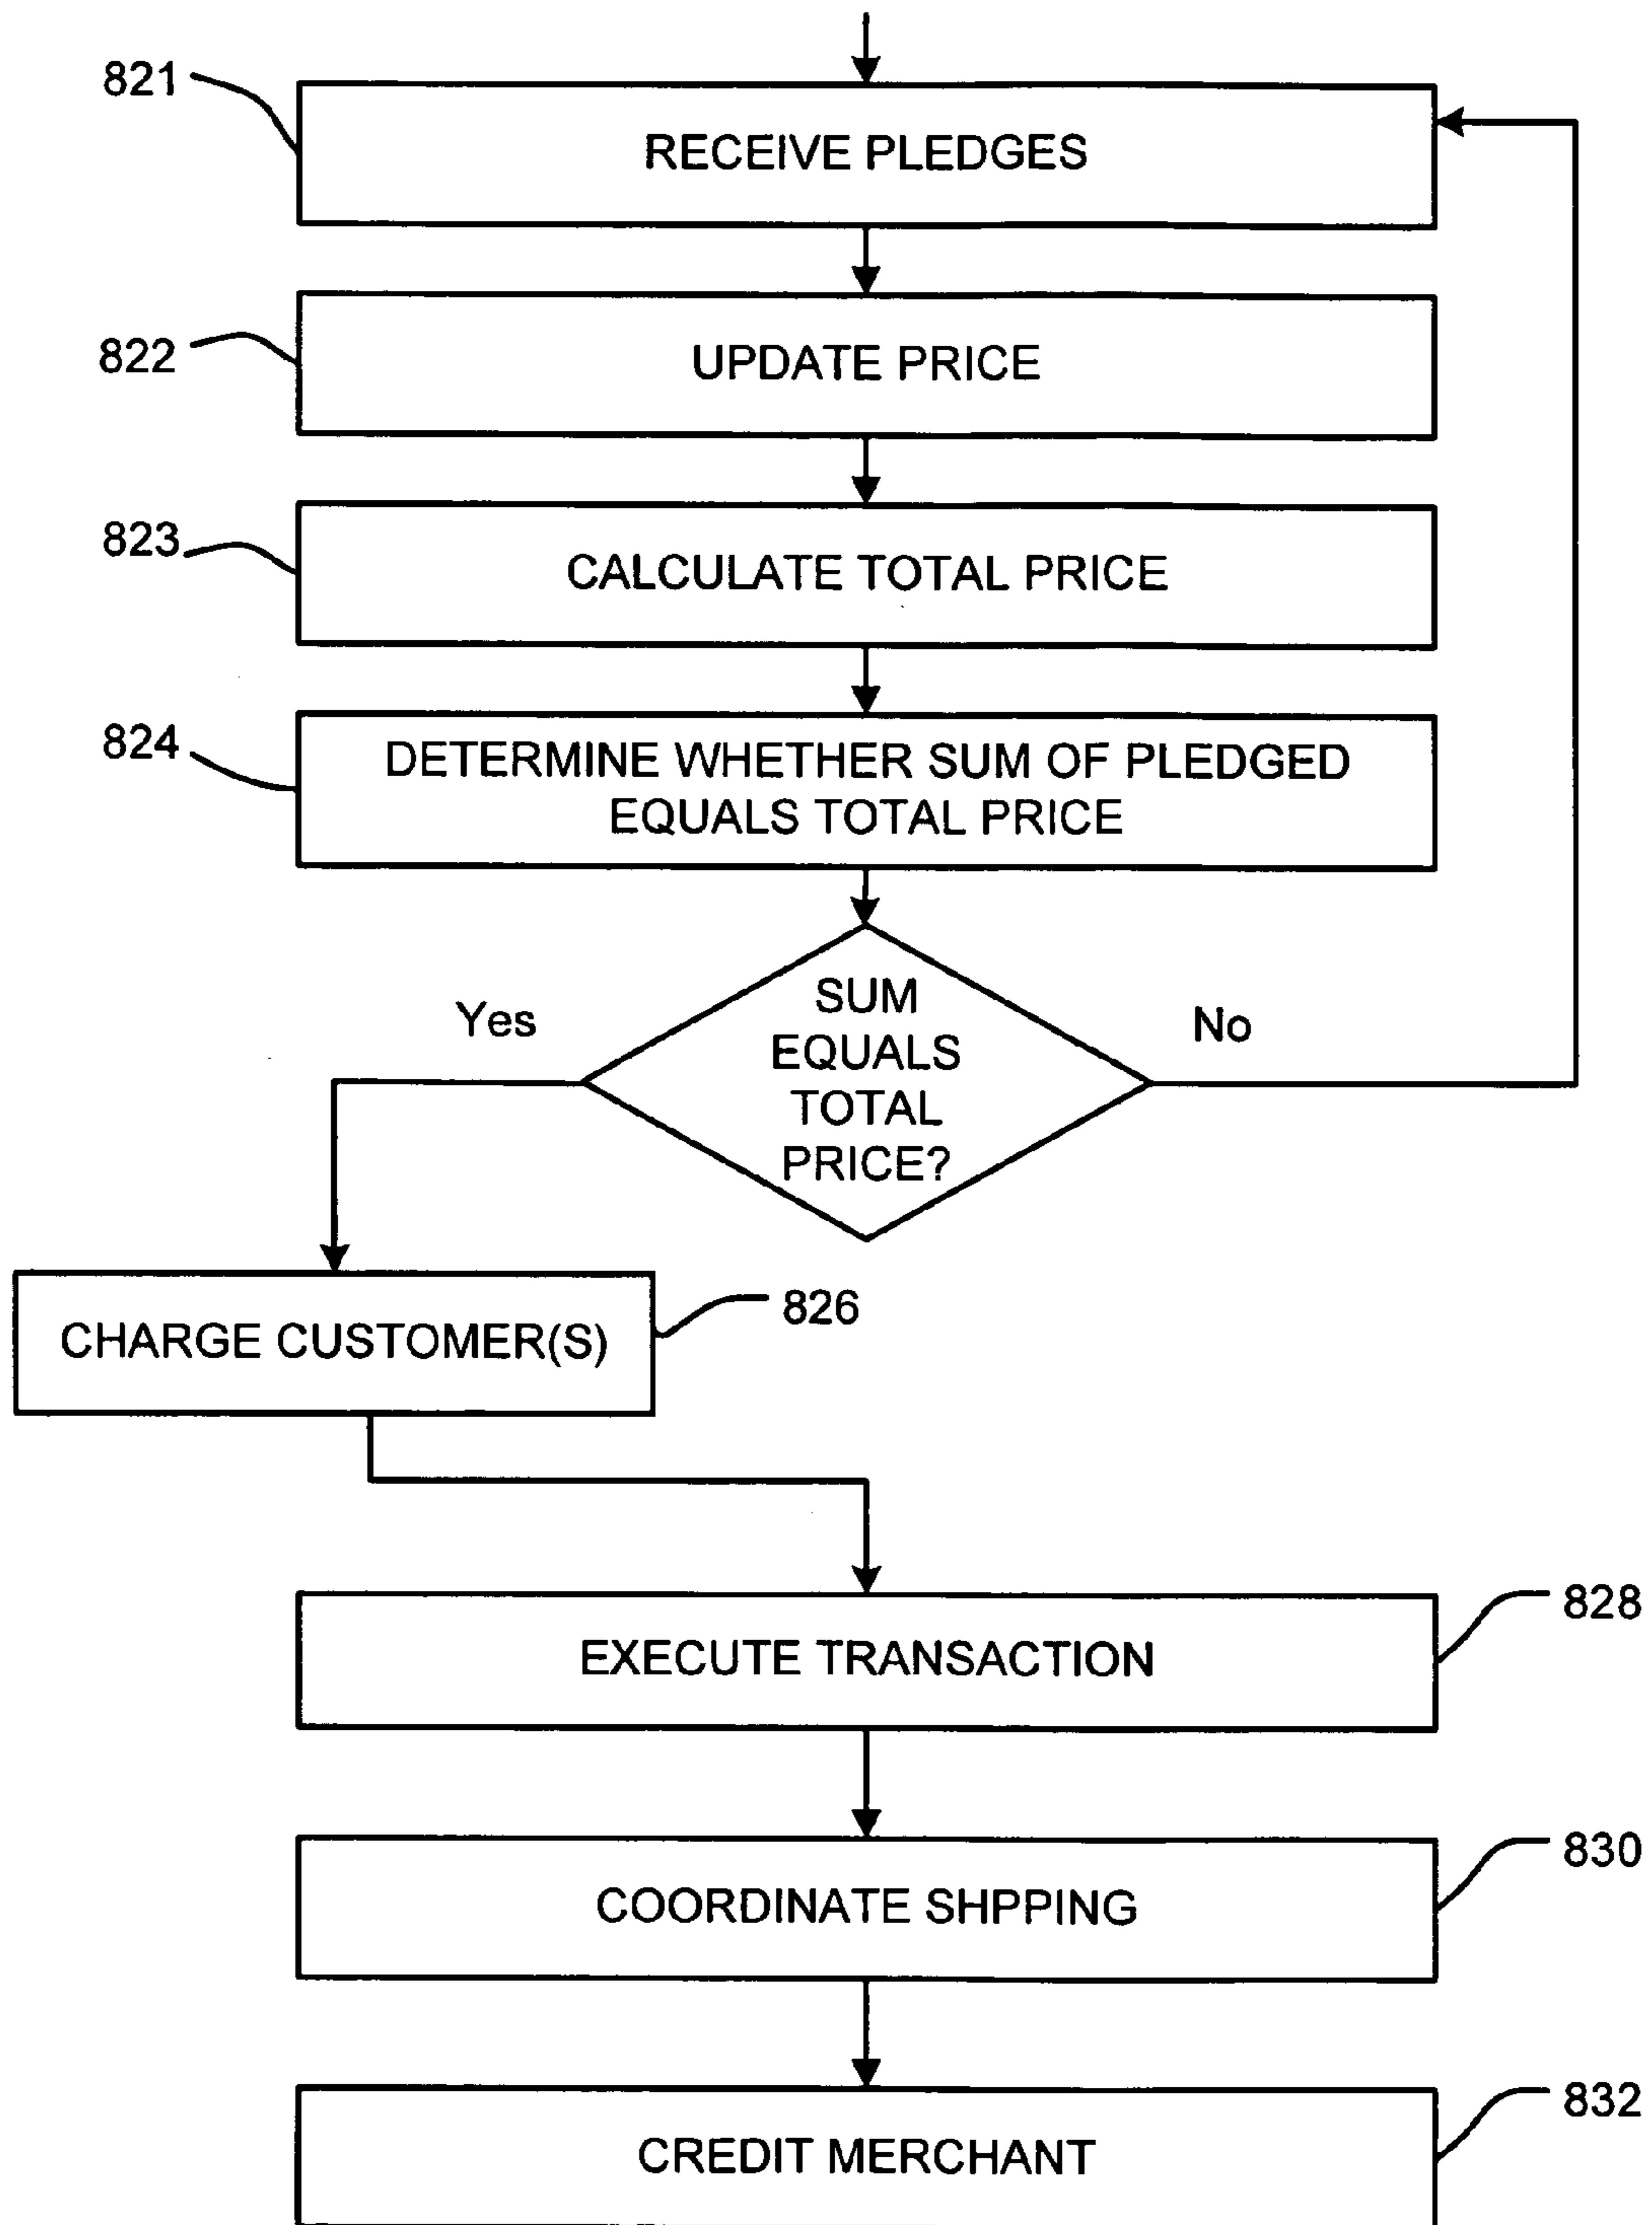 821
RECEIVE PLEDGES
822
UPDATE PRICE
823
CALCULATE TOTAL PRICE
824
DETERMINE WHETHER SUM OF PLEDGED
EQUALS TOTAL PRICE
Yes
SUM
EQUALS
TOTAL
PRICE?
No
CHARGE CUSTOMER(S)
826
EXECUTE TRANSACTION
828
COORDINATE SHPPING
830
CREDIT MERCHANT
832